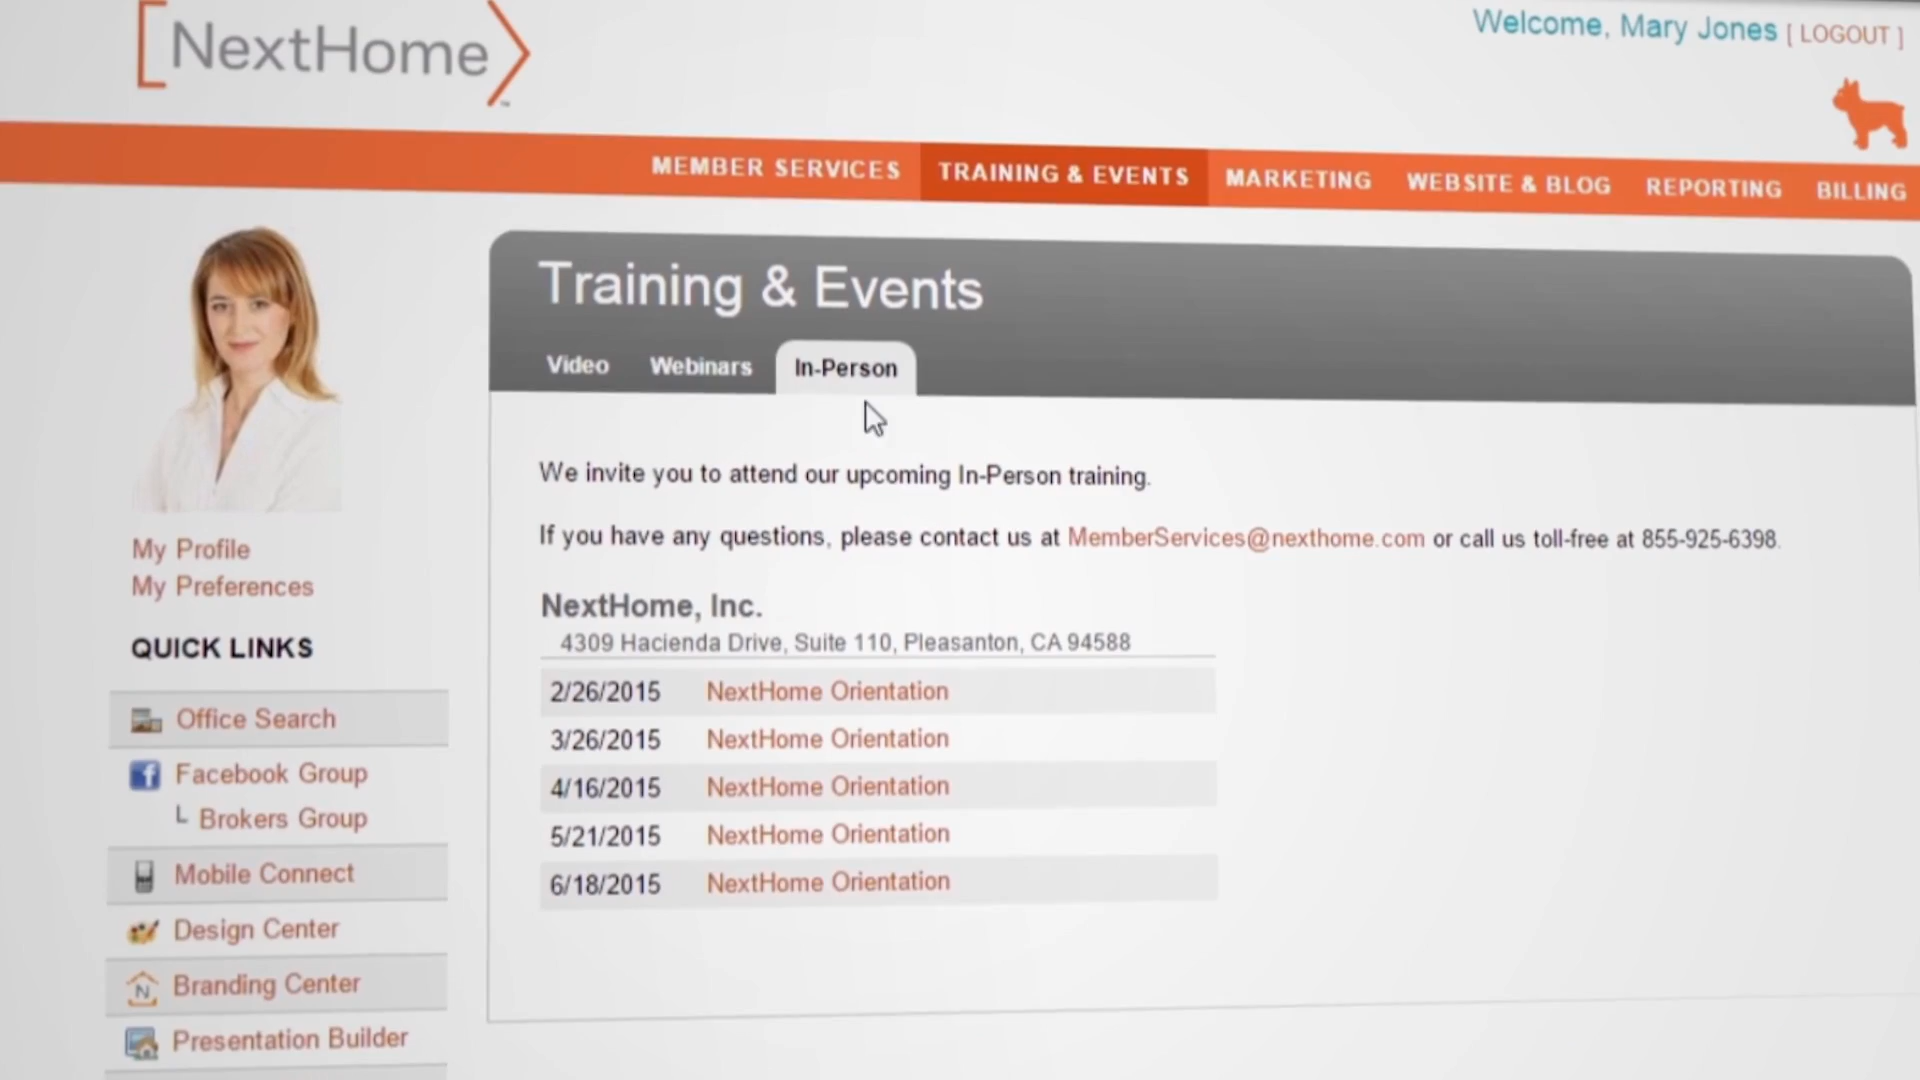 NextHome
Welcome, Mary Jones [ LOGOUT ]
MEMBER SERVICES TRAINING & EVENTS MARKETING WEBSITE & BLOG REPORTING BILLING
Training & Events
Video Webinars In-Person
We invite you to attend our upcoming In-Person training.
If you have any questions, please contact us at MemberServices@nexthome.com or call us toll-free at 855-925-6398.
NextHome, Inc.
4309 Hacienda Drive, Suite 110, Pleasanton, CA 94588
2/26/2015 NextHome Orientation
3/26/2015 NextHome Orientation
4/16/2015 NextHome Orientation
5/21/2015 NextHome Orientation
6/18/2015 NextHome Orientation
My Profile
My Preferences
QUICK LINKS
Office Search
f Facebook Group
Brokers Group
Mobile Connect
Design Center
N Branding Center
Presentation Builder